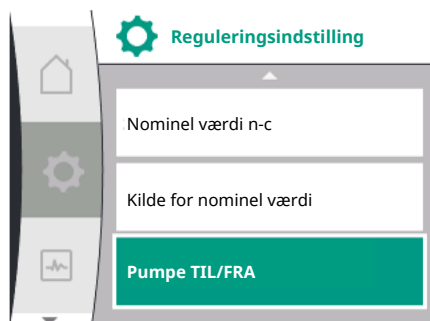 Reguleringsindstilling
Nominel værdi n-c
Kilde for nominel værdi
Pumpe TIL/FRA